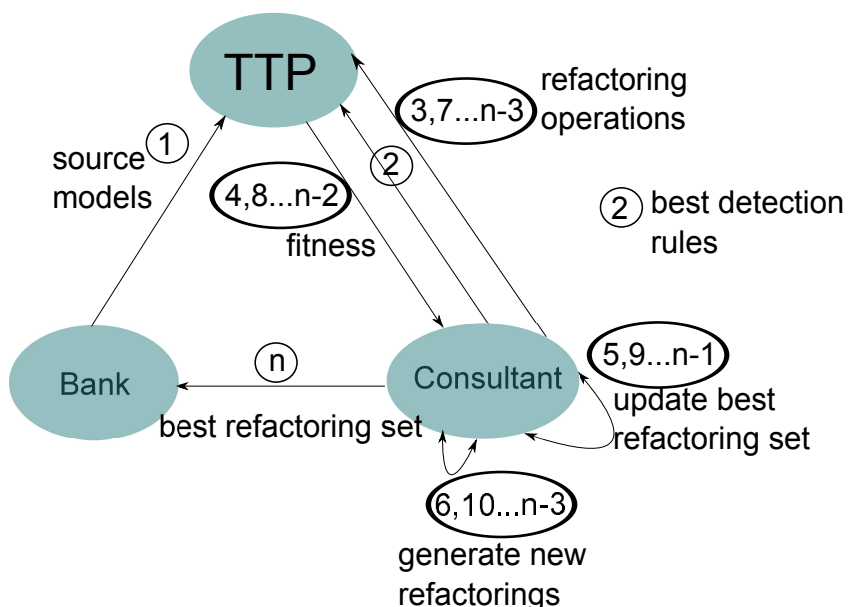 TTP
3,7...n-3
refactoring
operations
1
source
models
2
4,8...n-2
fitness
2 best detection
rules
Bank
n
best refactoring set
Consultant
5,9...n-1
update best
refactoring set
6,10...n-3
generate new
refactorings